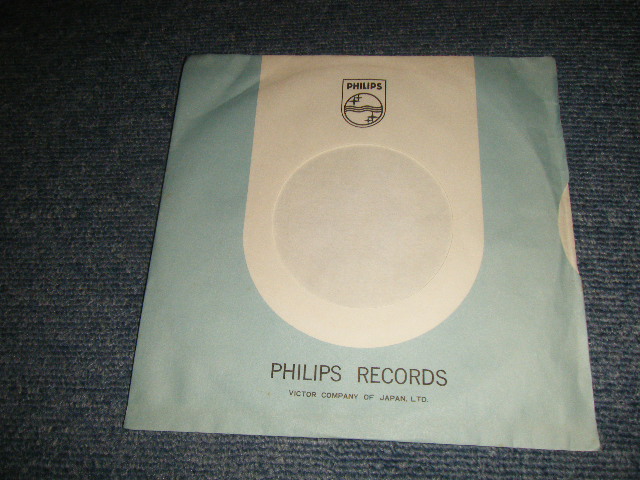 PHILIPS
PHILIPS RECORDS
VICTOR COMPANY OF JAPAN, LTD.